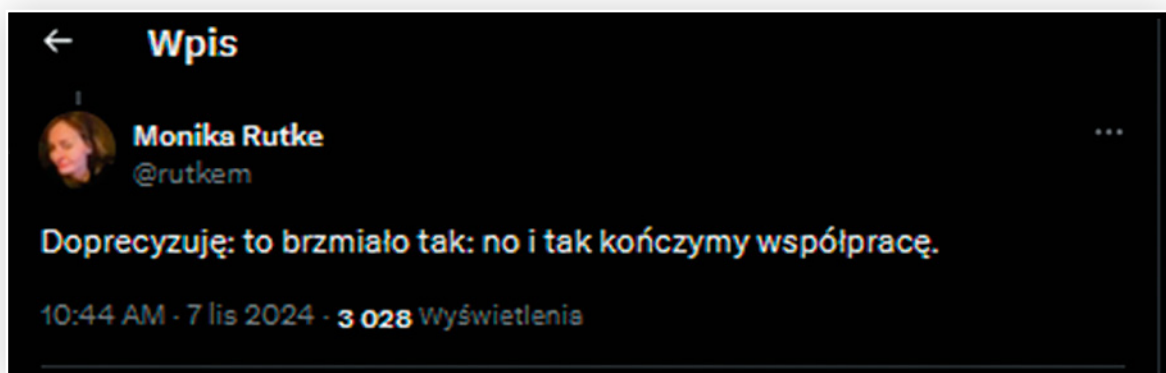 Wpis
Monika Rutke
@rutkem
Doprecyzuję: to brzmiało tak: no i tak kończymy współpracę.
10:44 AM · 7 lis 2024 · 3 028 Wyświetlenia